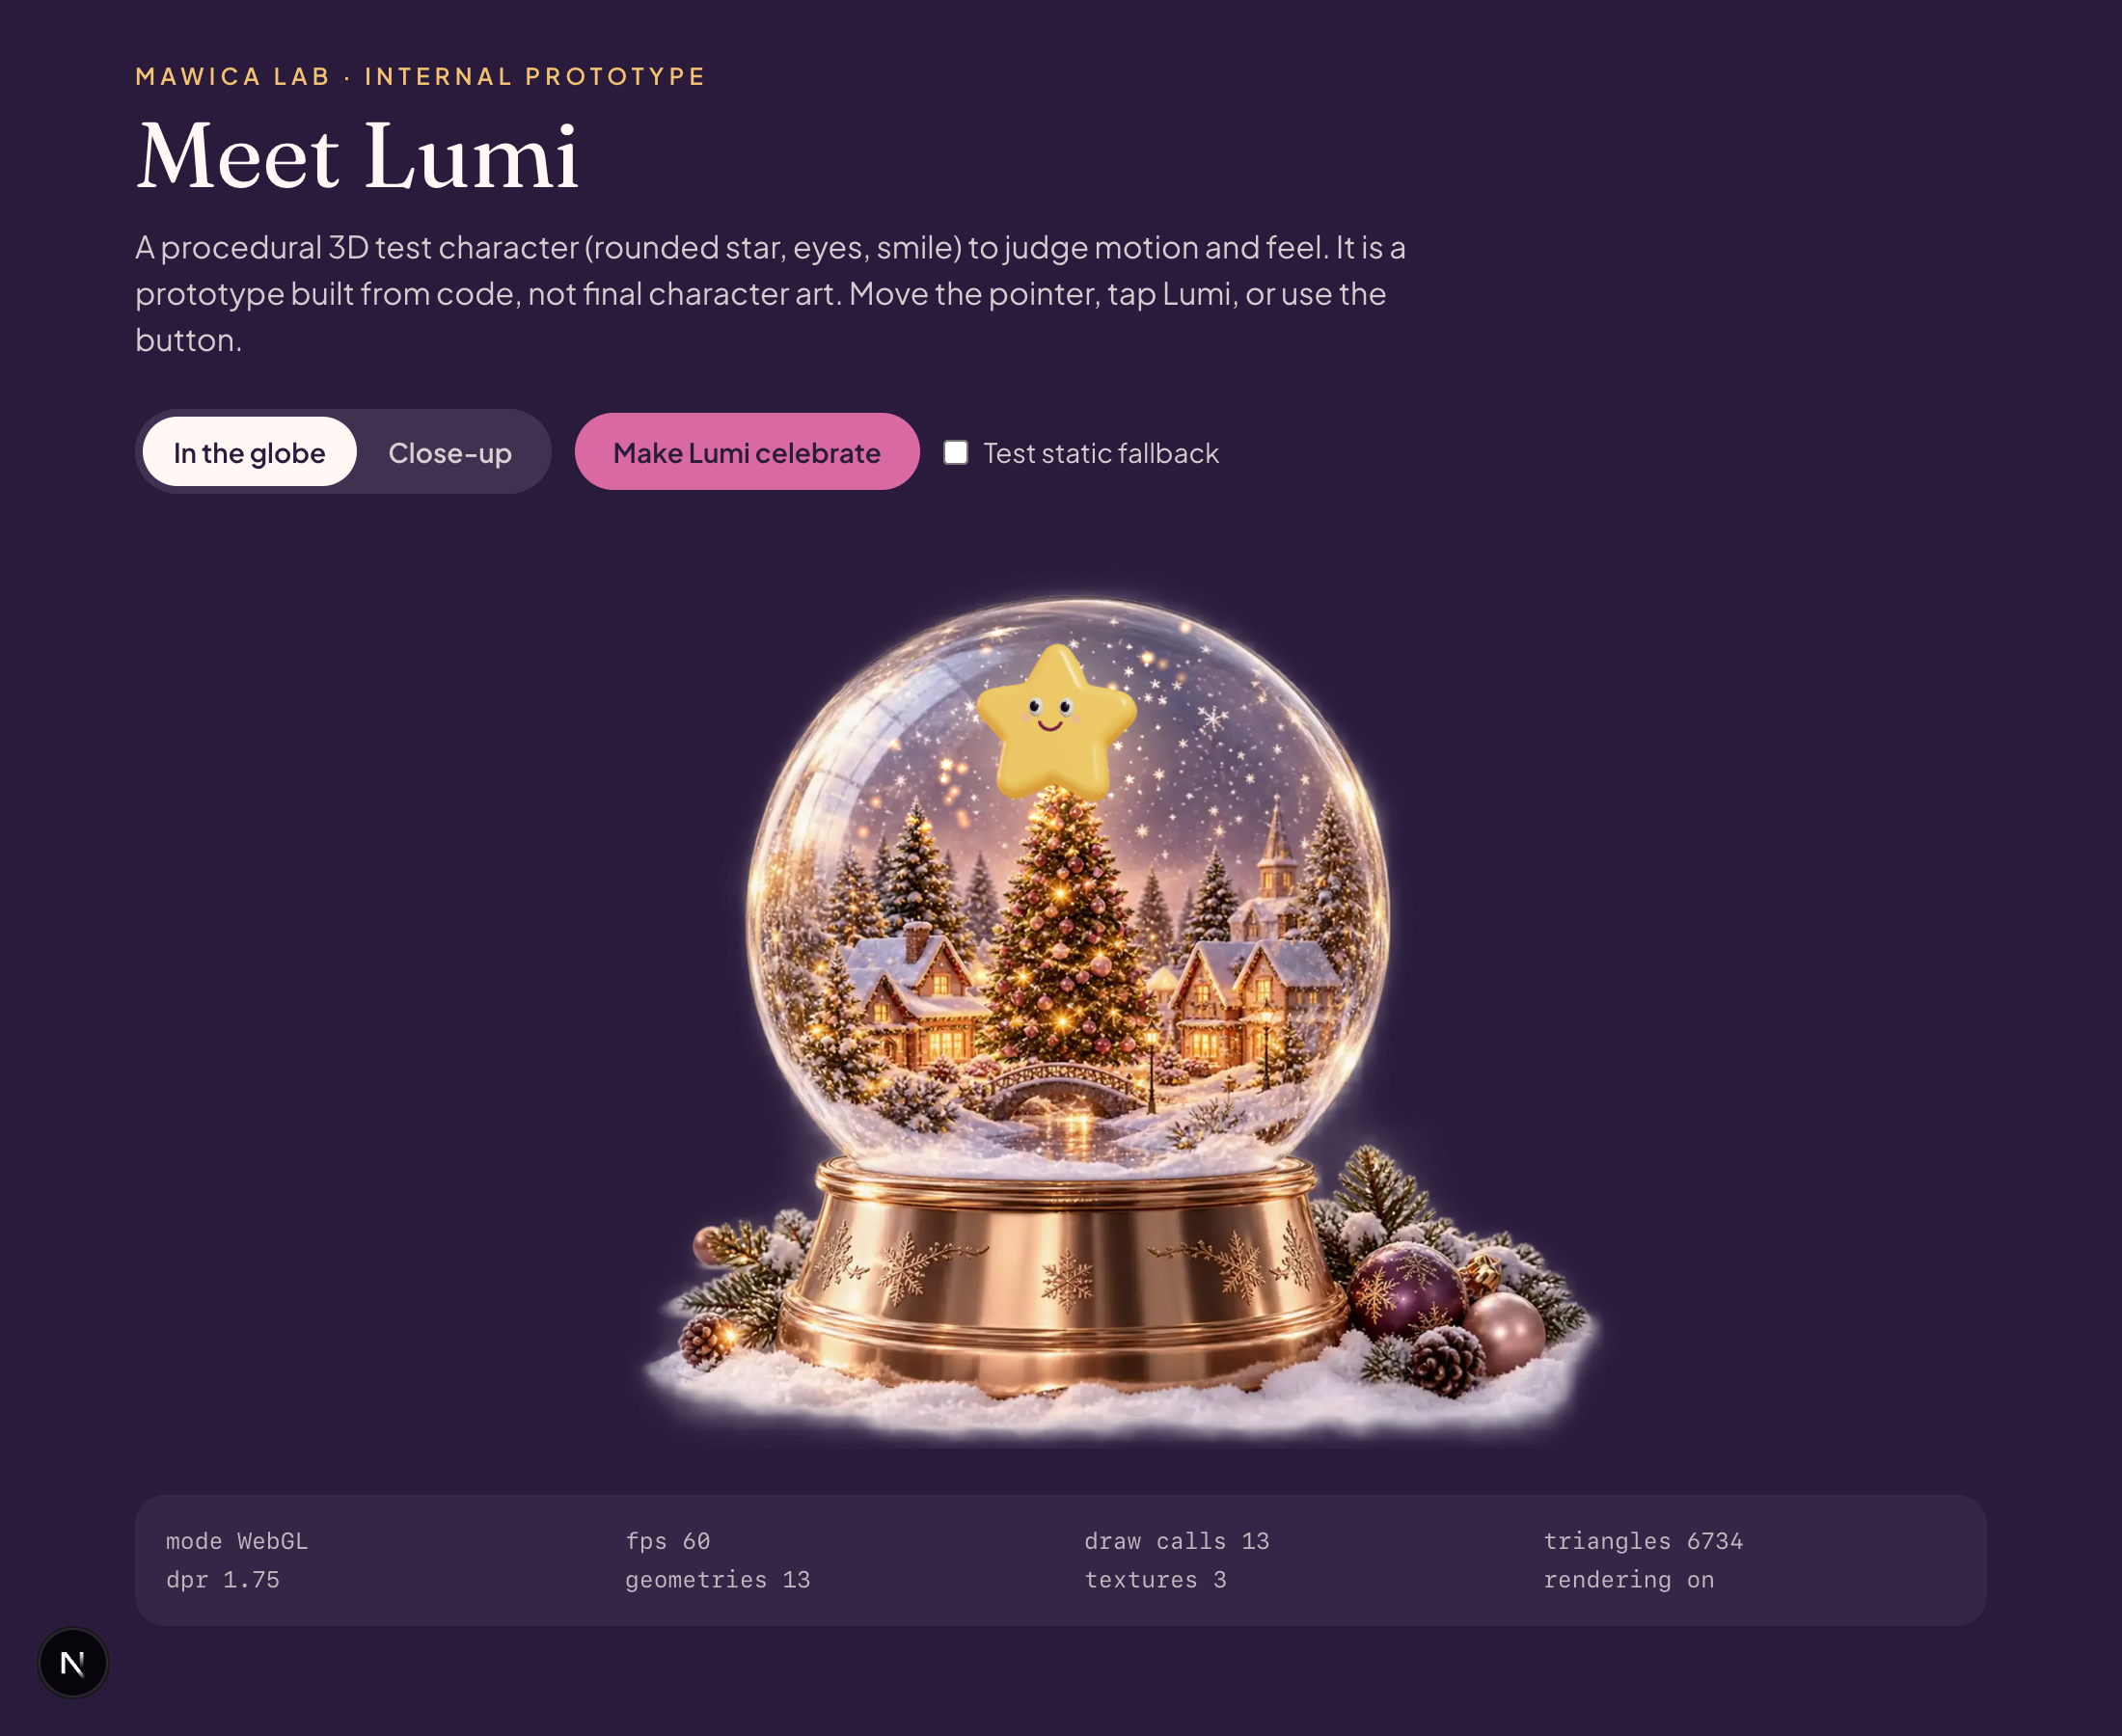 MAWICA LAB · INTERNAL PROTOTYPE
Meet Lumi
A procedural 3D test character (rounded star, eyes, smile) to judge motion and feel. It is a
prototype built from code, not final character art. Move the pointer, tap Lumi, or use the
button.
In the globe Close-up Make Lumi celebrate Test static fallback
mode WebGL fps 60 draw calls 13 triangles 6734
dpr 1.75 geometries 13 textures 3 rendering on
N